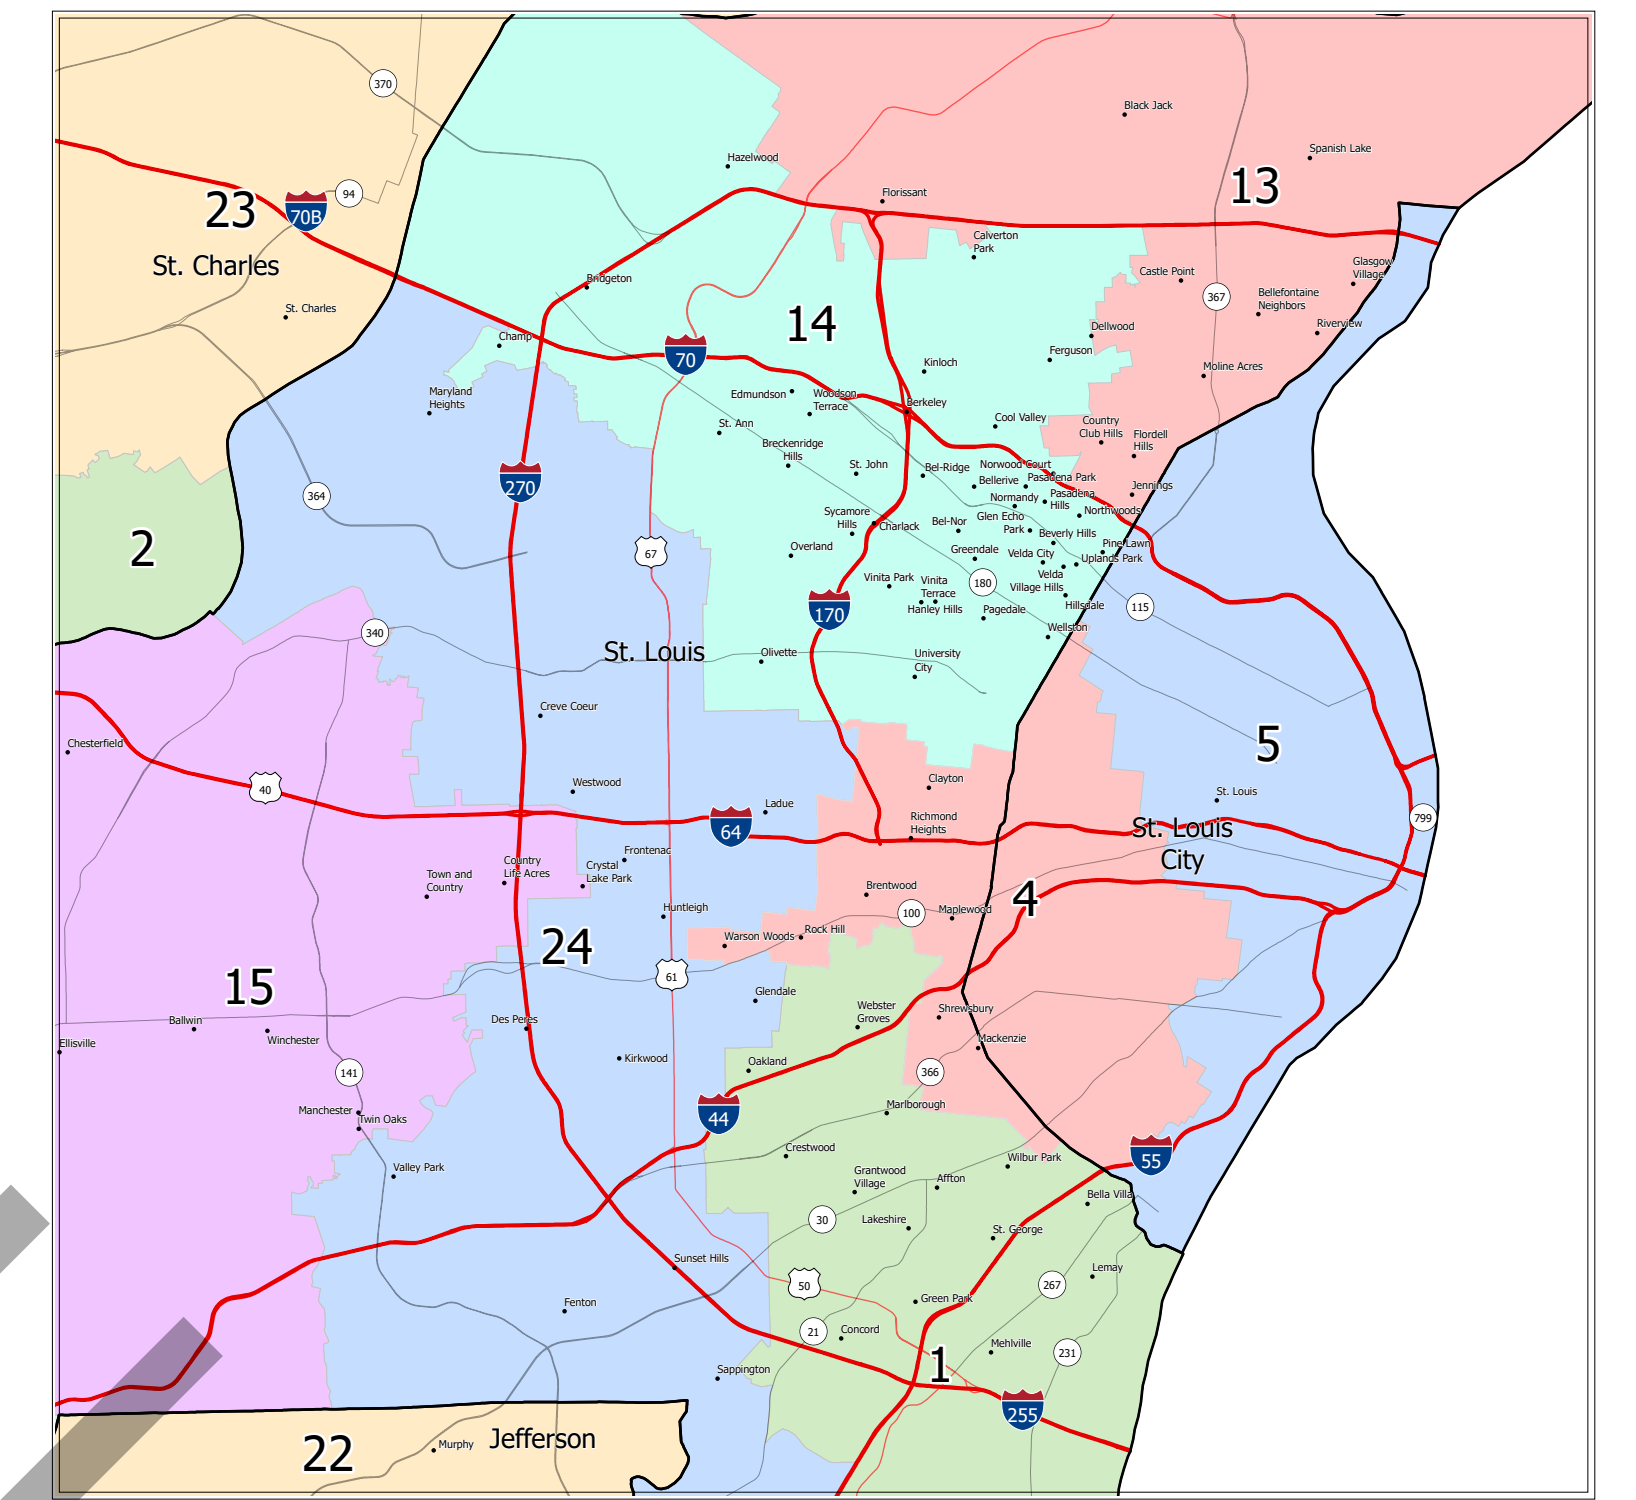 370
Black Jack
Spanish Lake
Hazelwood
23
70B
94
13
Florissant
St. Charles
Calverton
Park
Castle Point
Glasgow
Village
Bridgeton
367
Bellefontaine
Neighbors
St. Charles
14
Riverview
Champ
Dellwood
70
Kinloch
Ferguson
Moline Acres
Maryland
Heights
Edmundson
Woodson
Terrace
Berkeley
St. Ann
Cool Valley
Country
Club Hills
Flordell
Hills
Breckenridge
Hills
St. John
Bel-Ridge
Norwood Court
Bellerive
Pasadena Park
270
364
Normandy
Pasadena
Hills
Jennings
Northwoods
Sycamore
Hills
Charlack
Bel-Nor
Glen Echo
Park
Beverly Hills
2
67
Overland
Greendale
Velda City
Pine Lawn
Uplands Park
Vinita Park
Vinita
Terrace
180
Velda
Village Hills
Hanley Hills
Pagedale
Hillsdale
115
170
340
Wellston
St. Louis
Olivette
University
City
Creve Coeur
Chesterfield
5
40
Westwood
Clayton
St. Louis
Ladue
64
Richmond
Heights
799
St. Louis
City
Frontenac
Country
Life Acres
Crystal
Lake Park
Town and
Country
Brentwood
4
Huntleigh
100
Maplewood
24
Warson Woods
Rock Hill
15
61
Glendale
Webster
Groves
Shrewsbury
Ballwin
Des Peres
Winchester
Ellisville
Mackenzie
Kirkwood
Oakland
141
366
Manchester
Twin Oaks
44
Marlborough
Crestwood
55
Valley Park
Wilbur Park
Grantwood
Village
Affton
Bella Villa
30
Lakeshire
St. George
Sunset Hills
Lemay
50
267
Fenton
Green Park
21
Concord
Mehlville
231
1
Sappington
255
22
Murphy
Jefferson